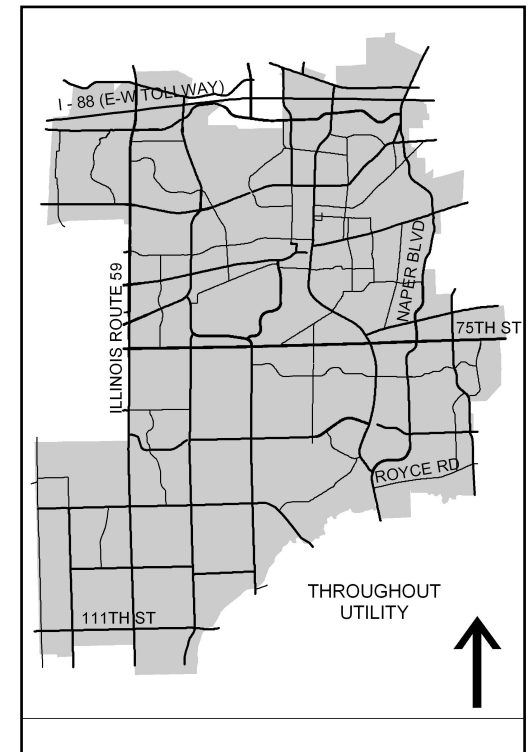 I - 88 (E-W TOLLWAY)
ILLINOIS ROUTE 59
NAPER BLVD
75TH ST
ROYCE RD
THROUGHOUT
UTILITY
111TH ST